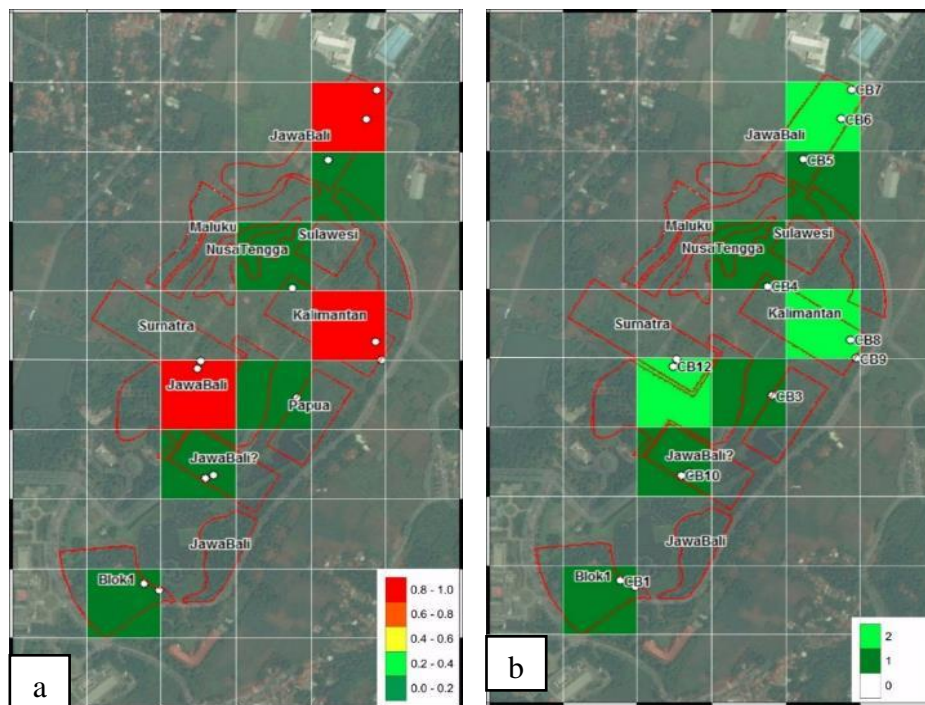 JawaBali
Maluku
Sulawesi
NusaTengga
Kalimantan
Sumatra
JawaBali
Papua
JawaBali?
JawaBali
Blok1
0.8 - 1.0
0.6 - 0.8
0.4 - 0.6
0.2 - 0.4
0.0 - 0.2
a
CB7
CB6
JawaBali
CB5
Maluku
Sulawesi
NusaTengga
CB4
Kalimantan
Sumatra
CB8
CB9
CB12
CB3
Papua
JawaBali?
CB10
JawaBali
Blok1
CB1
2
1
0
b